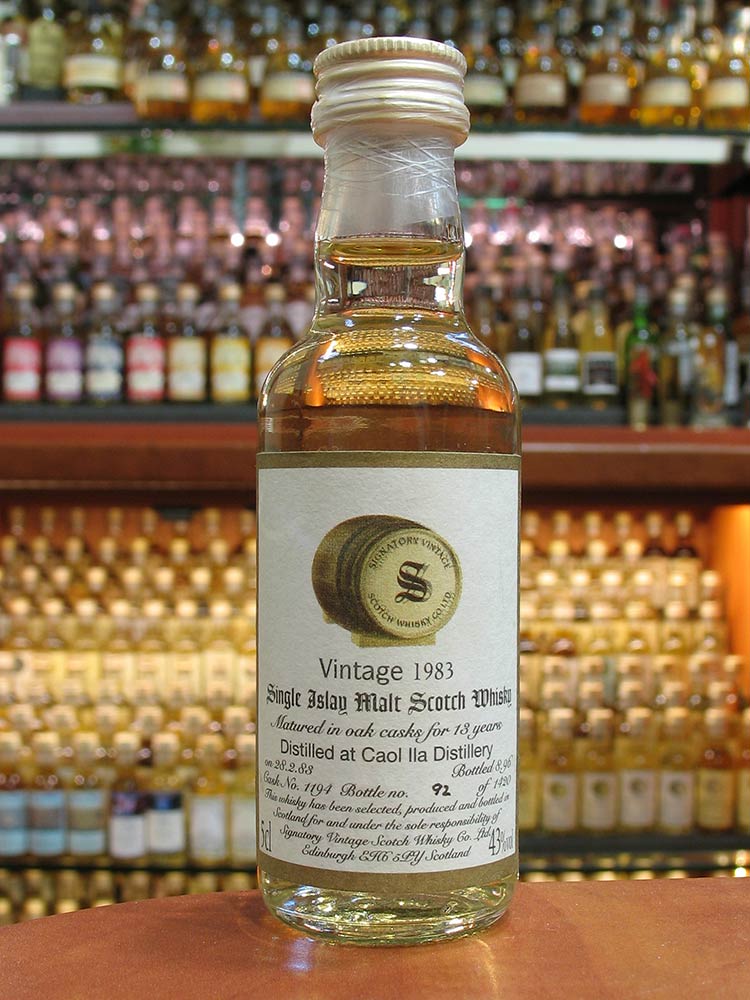 SIGNATORY VINTAGE
S
SCOTCH WHISKY CO. LTD.
Vintage 1983
Single Islay Malt Scotch Whisky
Matured in oak casks for 13 years
Distilled at Caol Ila Distillery
on 28.2.83 Bottled 8.96
Cask No. 1194 Bottle no. 92 of 1420
This whisky has been selected, produced and bottled in
Scotland for and under the sole responsibility of
Signatory Vintage Scotch Whisky Co. Ltd.
5cl Edinburgh EH6 5PY Scotland 43%vol